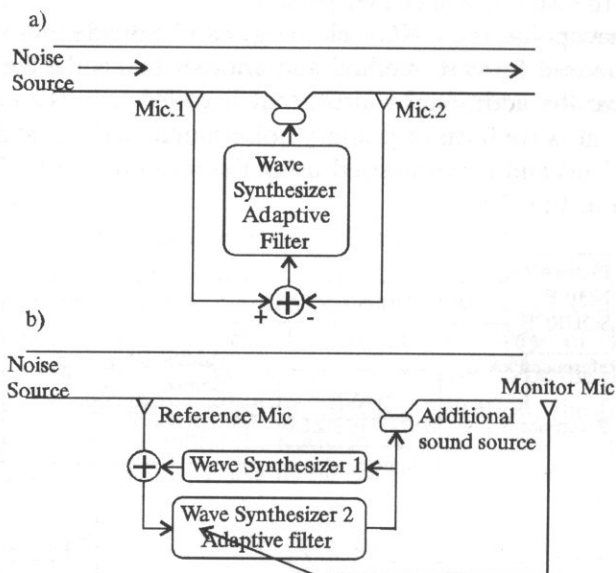 a)
Noise
Source
Mic.1
Mic.2
Wave
Synthesizer
Adaptive
Filter
+ -
b)
Noise
Source
Monitor Mic
Reference Mic
Additional
sound source
Wave Synthesizer 1
Wave Synthesizer 2
Adaptive filter